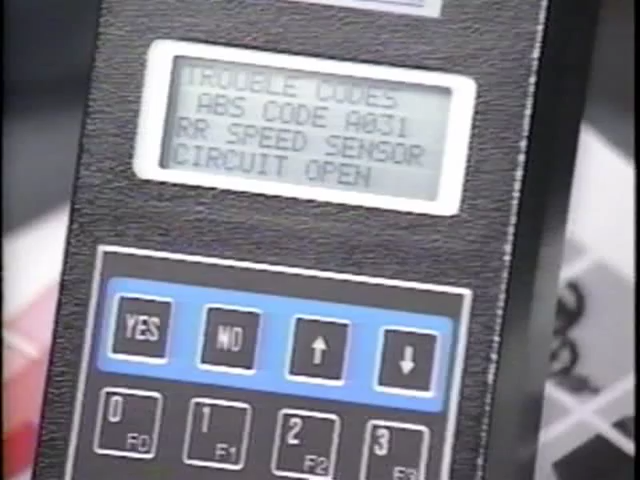 TROUBLE CODES
ABS CODE A031
RR SPEED SENSOR
CIRCUIT OPEN
YES NO ↑ ↓
0 F0 1 F1 2 F2 3 F3